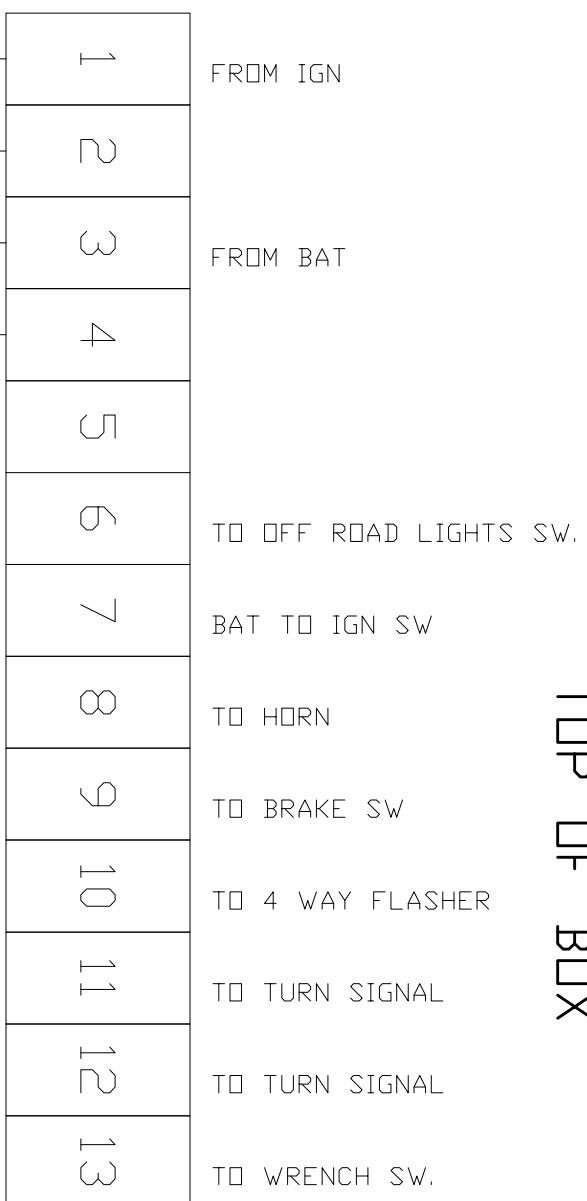 1 FROM IGN
2
3 FROM BAT
4
5
6 TO OFF ROAD LIGHTS SW.
7 BAT TO IGN SW
8 TO HORN
9 TO BRAKE SW
10 TO 4 WAY FLASHER
11 TO TURN SIGNAL
12 TO TURN SIGNAL
13 TO WRENCH SW.
TOP OF BOX